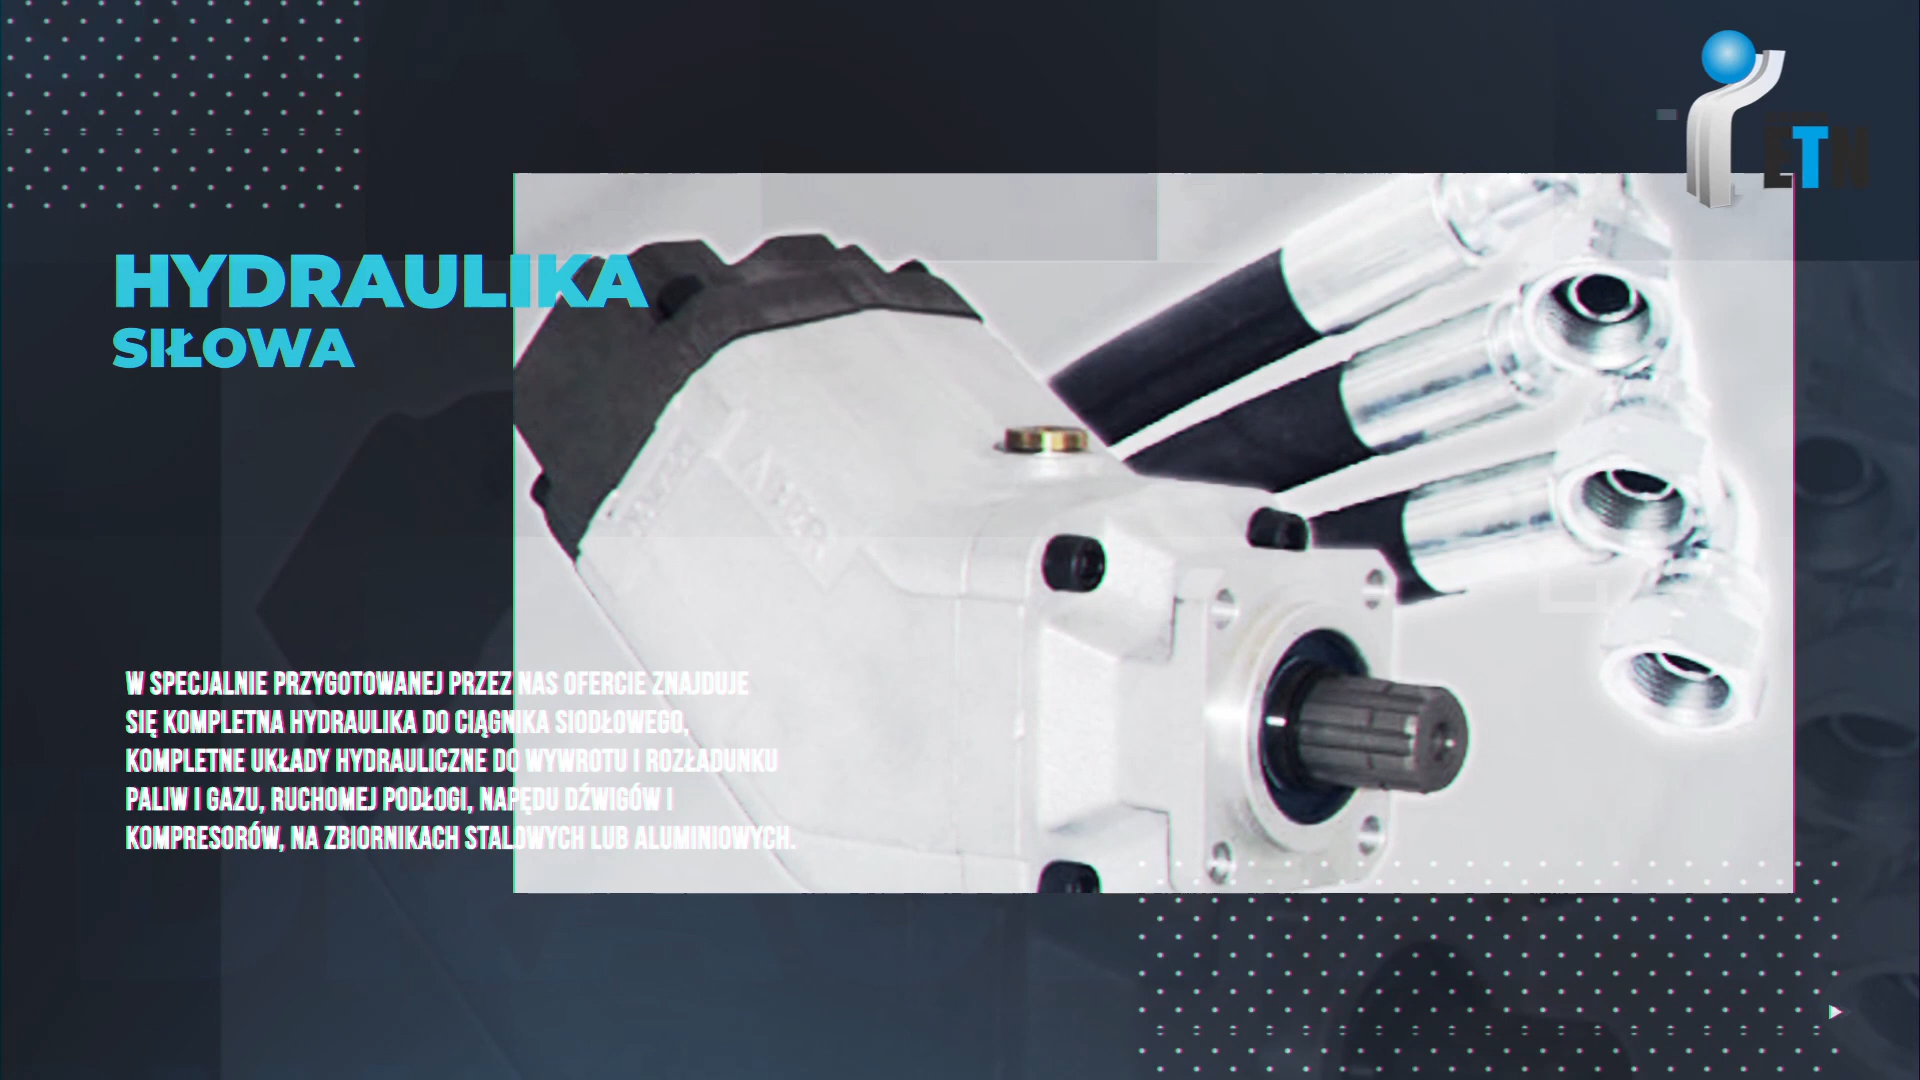 ETN
HYDRAULIKA
SIŁOWA
W SPECJALNIE PRZYGOTOWANEJ PRZEZ NAS OFERCIE ZNAJDUJE
SIĘ KOMPLETNA HYDRAULIKA DO CIĄGNIKA SIODŁOWEGO,
KOMPLETNE UKŁADY HYDRAULICZNE DO WYWROTU I ROZŁADUNKU
PALIW I GAZU, RUCHOMEJ PODŁOGI, NAPĘDU DŹWIGÓW I
KOMPRESORÓW, NA ZBIORNIKACH STALOWYCH LUB ALUMINIOWYCH.